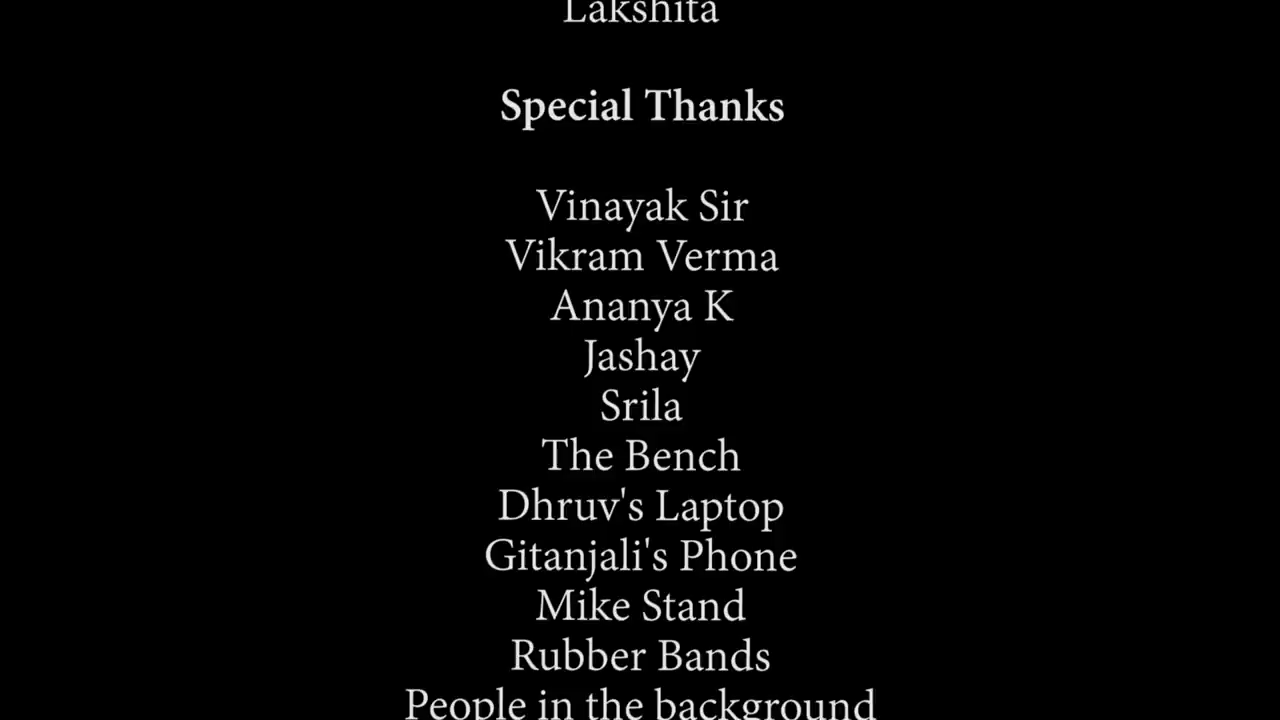 Lakshita
Special Thanks
Vinayak Sir
Vikram Verma
Ananya K
Jashay
Srila
The Bench
Dhruv's Laptop
Gitanjali's Phone
Mike Stand
Rubber Bands
People in the background